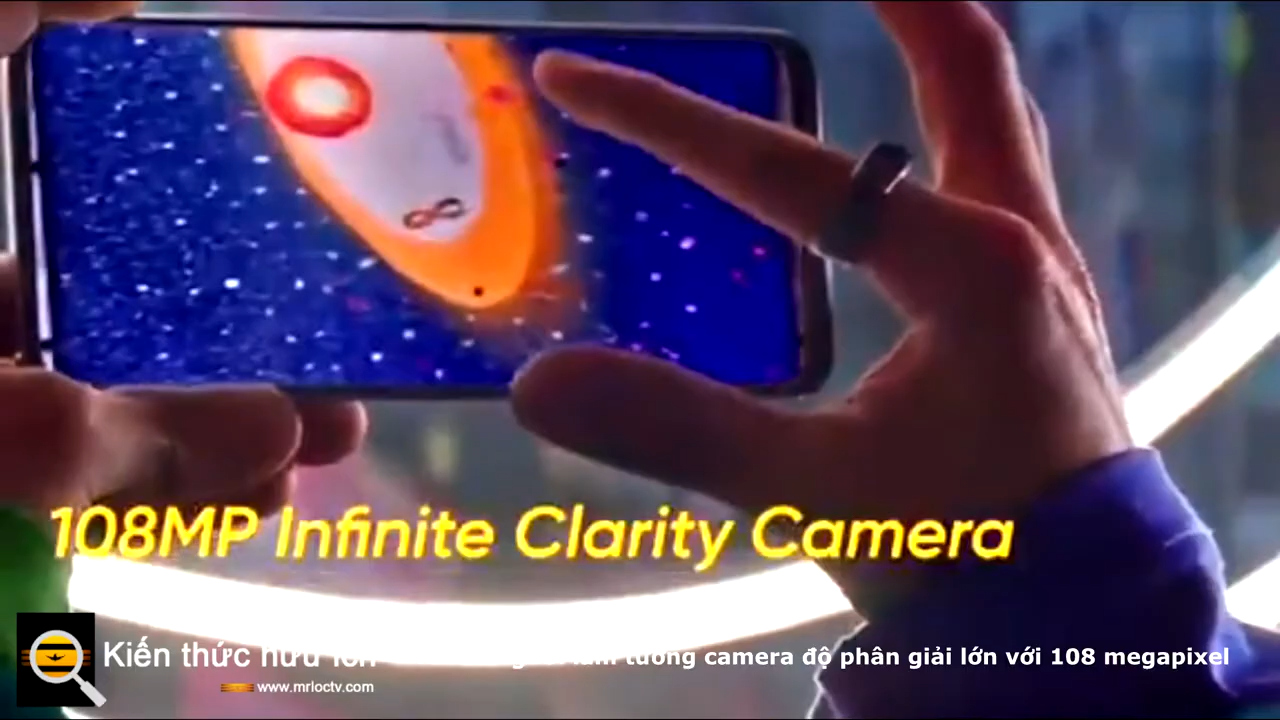 108MP Infinite Clarity Camera
Kiến thức hữu ích
tường camera độ phân giải lớn với 108 megapixel
www.mrloctv.com